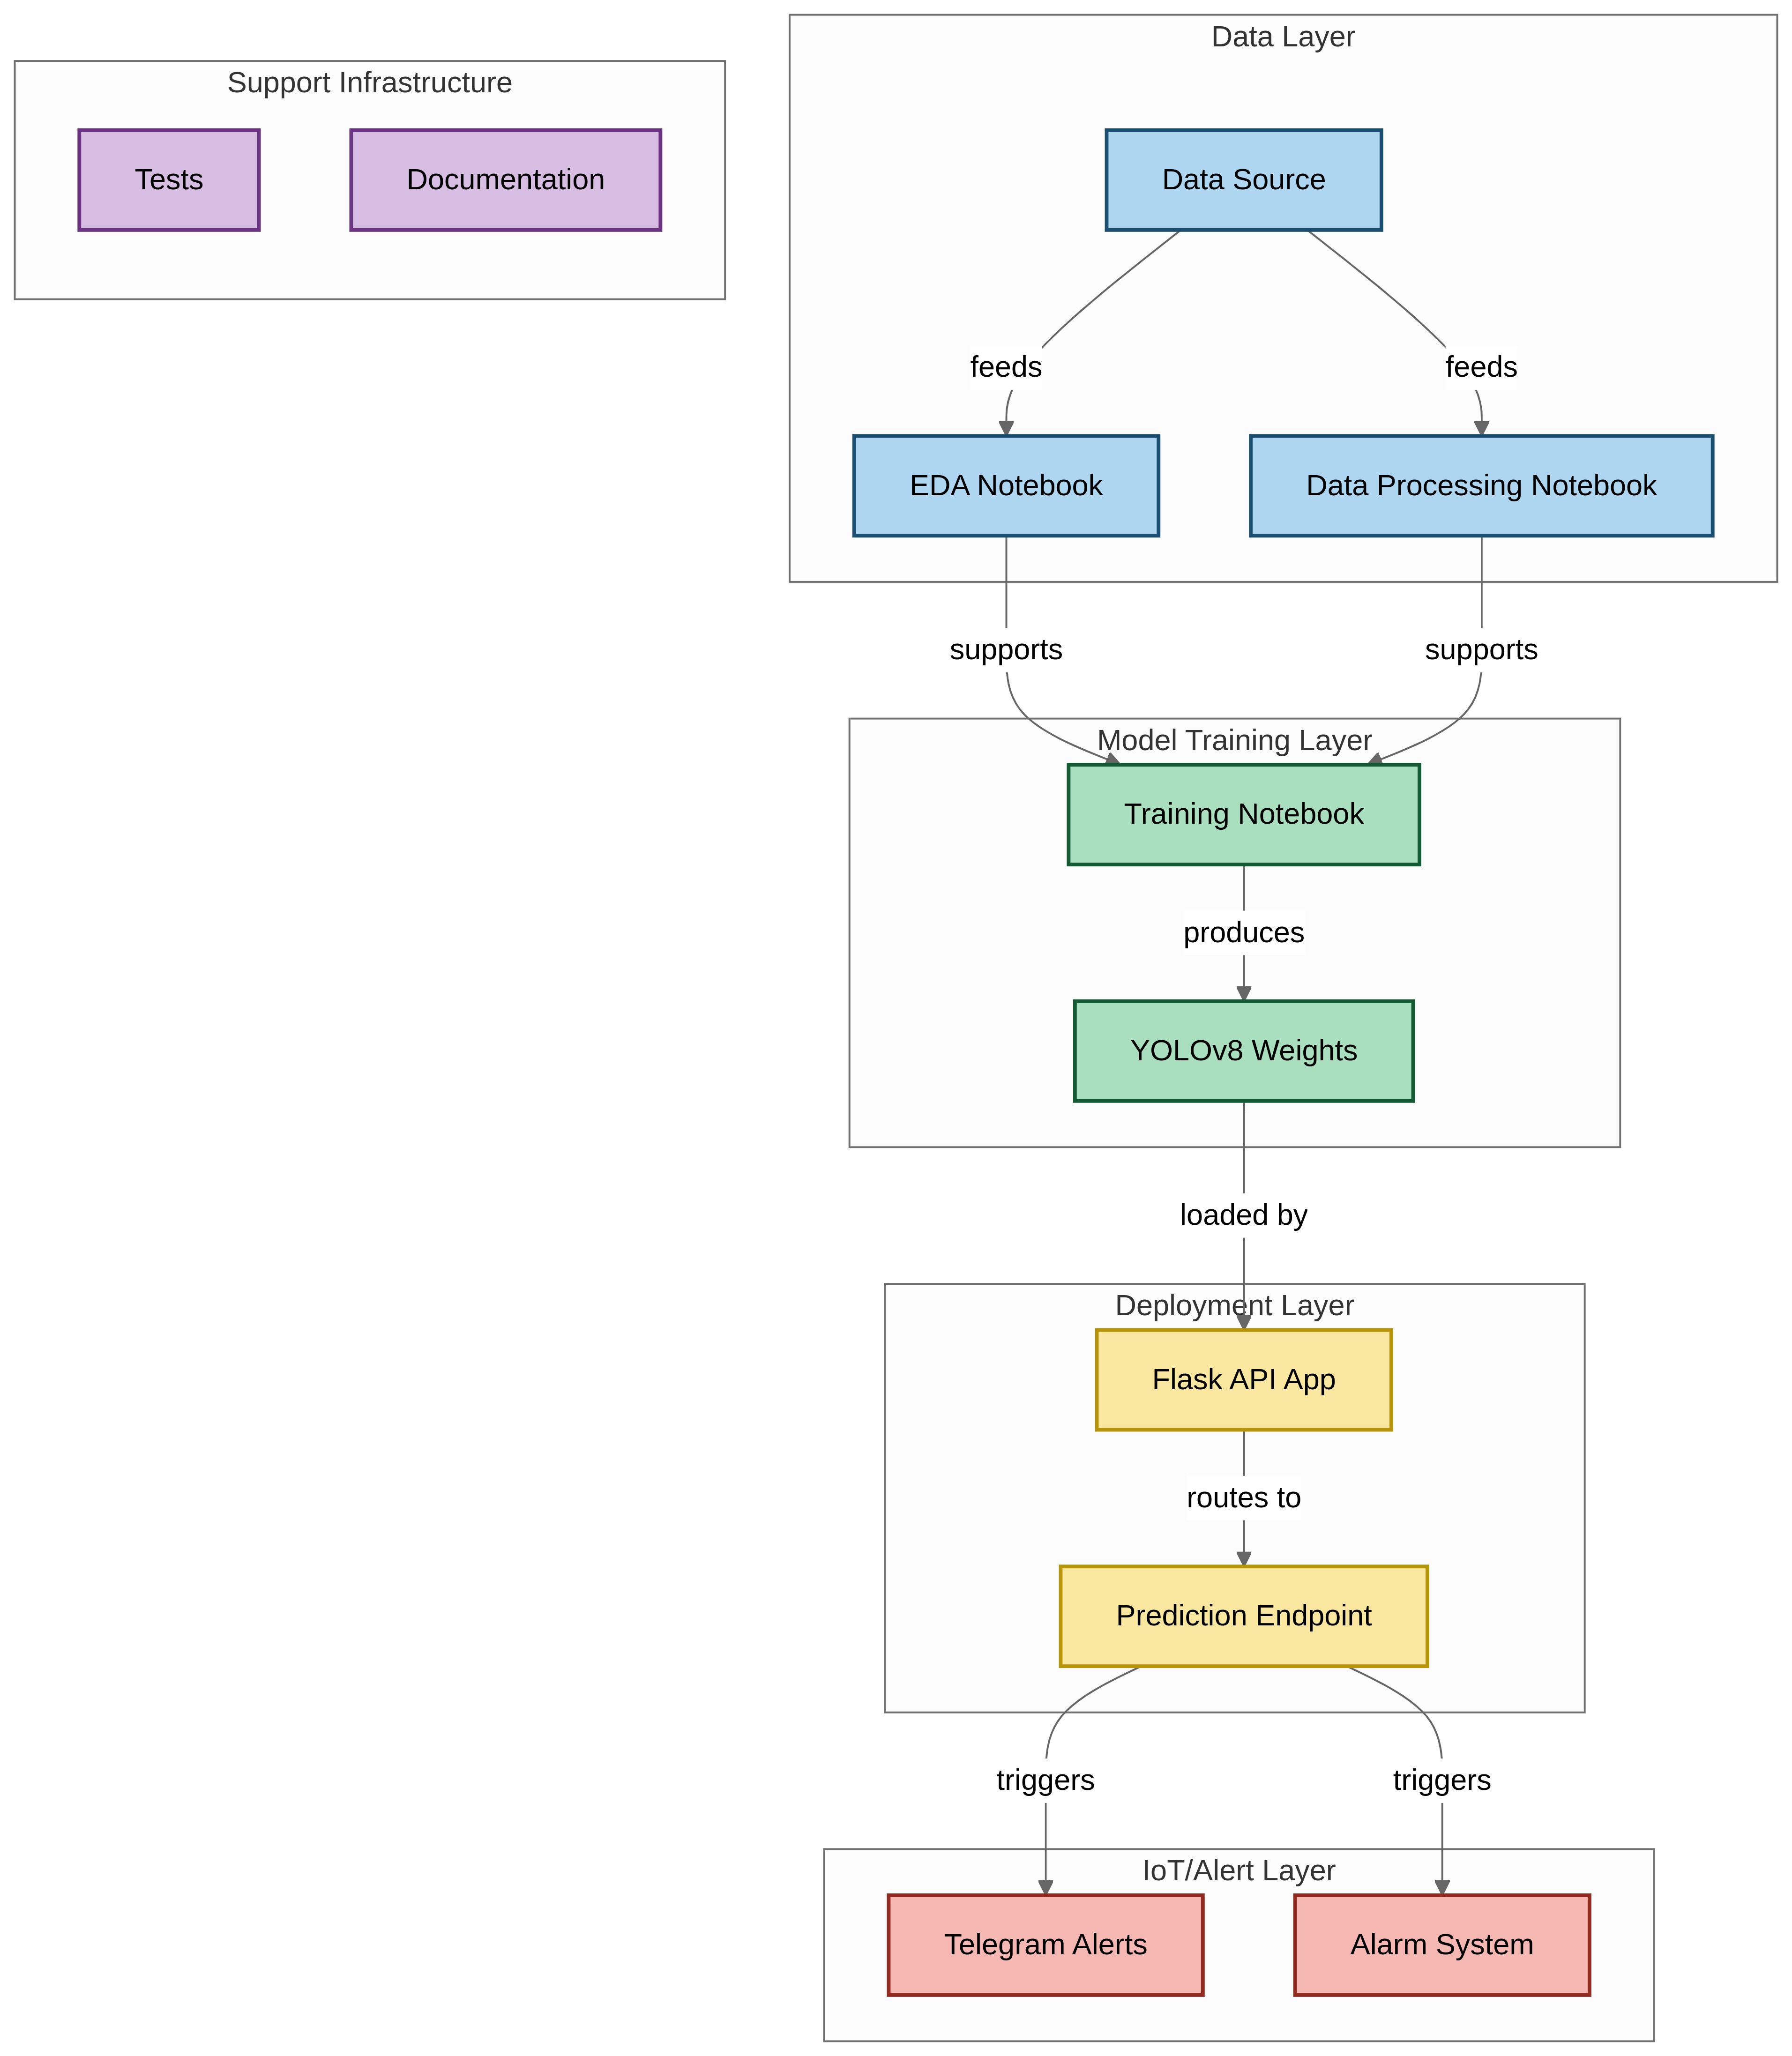 Support Infrastructure
Tests
Documentation
Data Layer
Data Source
feeds
feeds
EDA Notebook
Data Processing Notebook
supports
supports
Model Training Layer
Training Notebook
produces
YOLOv8 Weights
loaded by
Deployment Layer
Flask API App
routes to
Prediction Endpoint
triggers
triggers
IoT/Alert Layer
Telegram Alerts
Alarm System